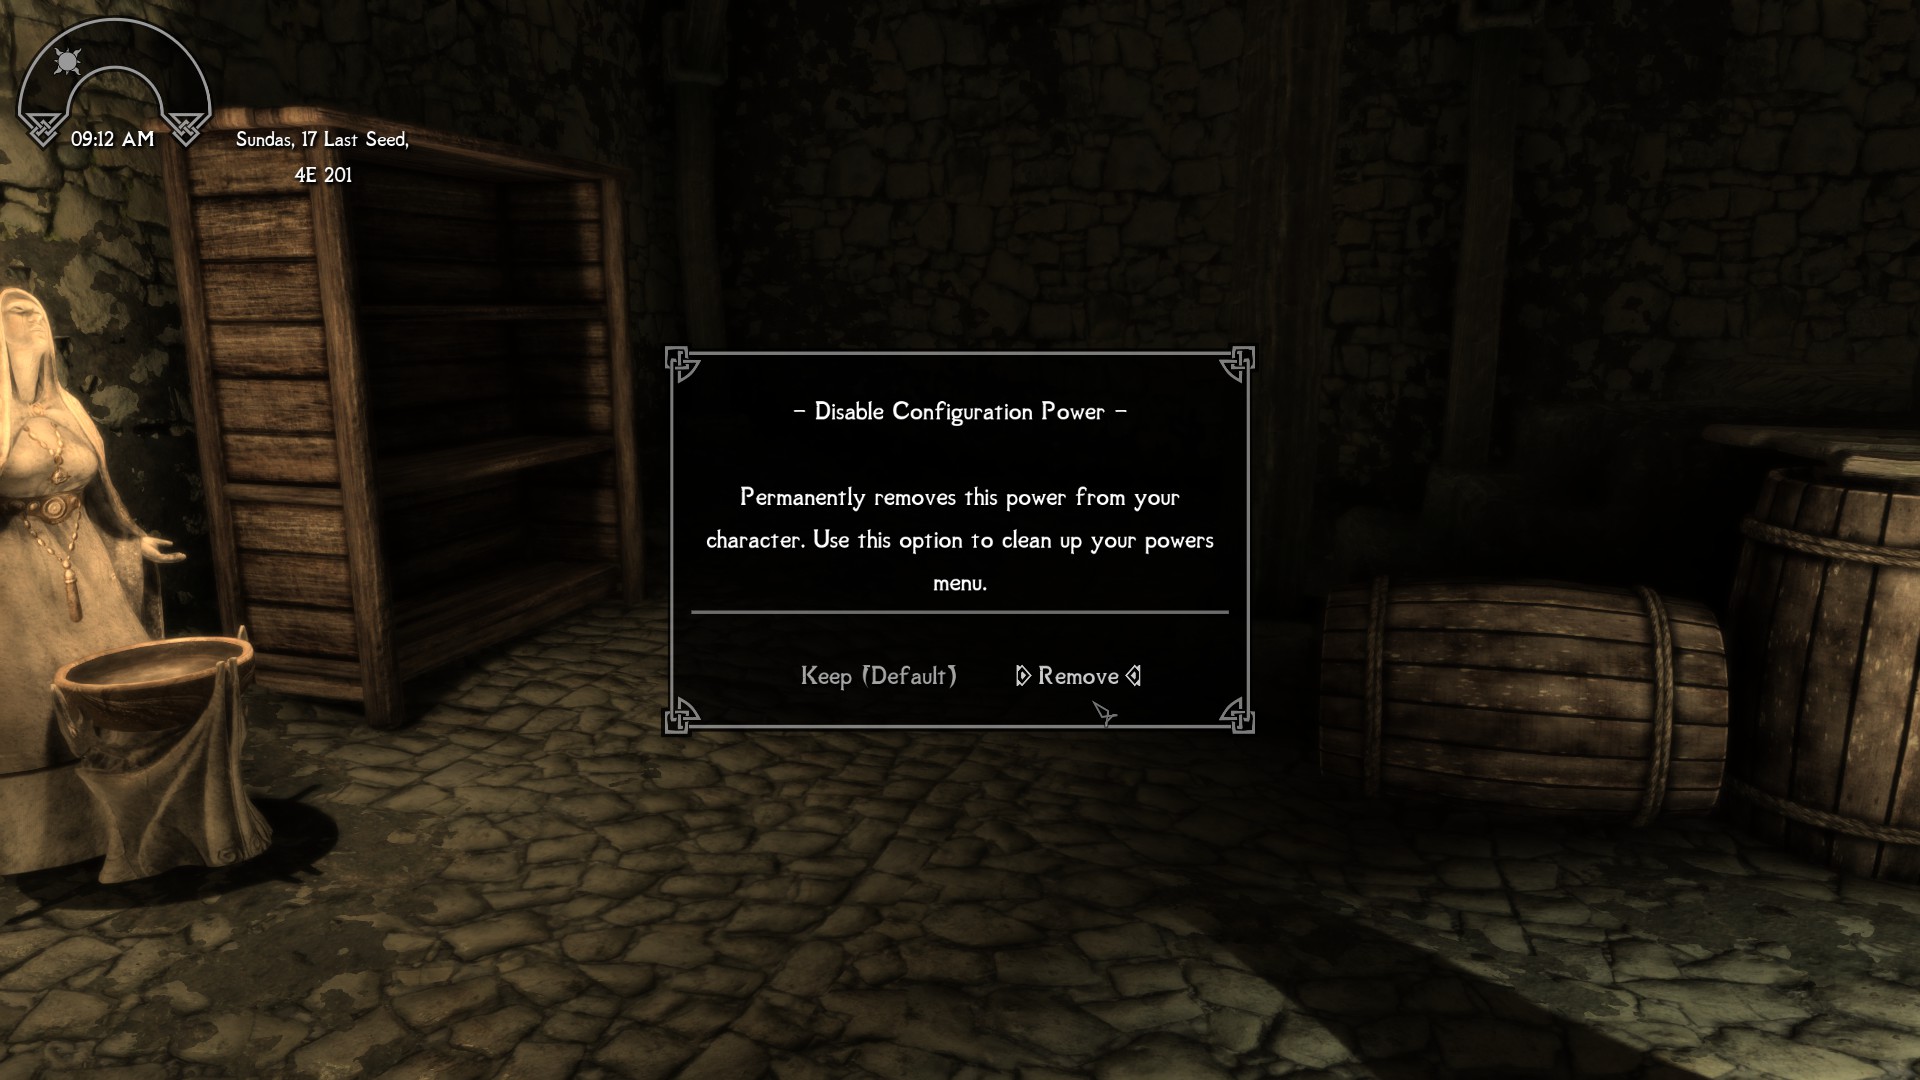 09:12 AM
Sundas, 17 Last Seed,
4E 201
- Disable Configuration Power -
Permanently removes this power from your
character. Use this option to clean up your powers
menu.
Keep (Default)
Remove